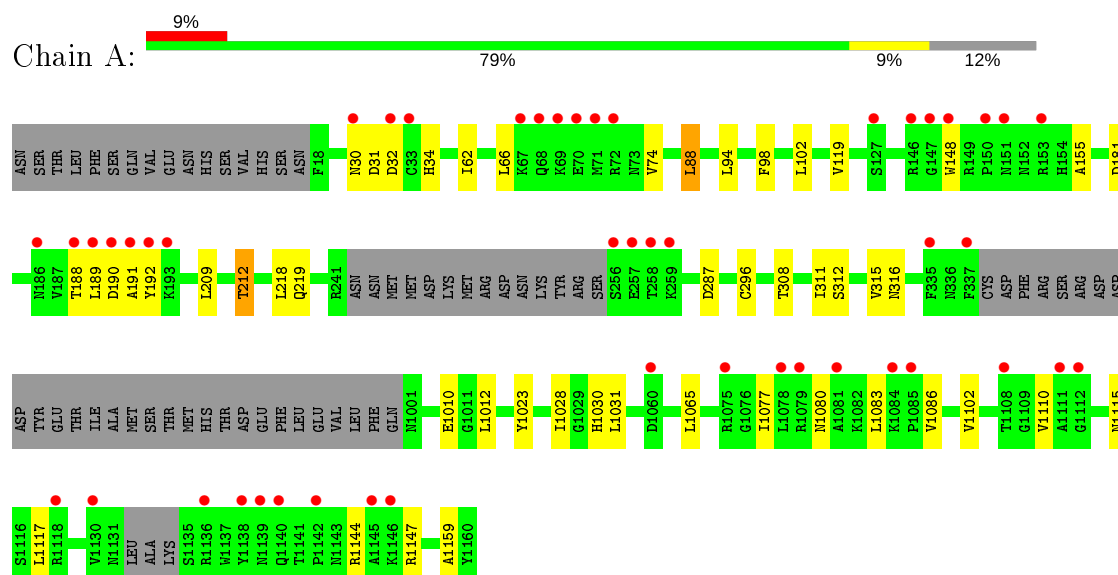 9%
Chain A:
79% 9% 12%
ASN SER THR LEU PHE SER GLN VAL GLU ASN HIS SER VAL HIS SER ASN F18 N30 D31 D32 C33 H34 I62 L66 K67 Q68 K69 E70 M71 R72 N73 V74 L88 L94 F98 L102 V119 S127 R146 G147 W148 R149 P150 N151 N152 R153 H154 A155 D181
N186 V187 T188 L189 D190 A191 Y192 K193 L209 T212 L218 Q219 R241 ASN ASN MET MET ASP LYS MET ARG ASP ASN LYS TYR ARG SER S256 E257 T258 K259 D287 C296 T308 I311 S312 V315 N316 F335 N336 F337 CYS ASP PHE ARG SER ARG ASP ASP
ASP TYR GLU THR ILE ALA MET SER THR MET HIS THR ASP GLU PHE LEU GLU VAL LEU PHE GLN N1001 E1010 G1011 L1012 Y1023 I1028 G1029 H1030 L1031 D1060 L1065 R1075 G1076 I1077 L1078 R1079 N1080 A1081 K1082 L1083 K1084 P1085 V1086 V1102 T1108 G1109 V1110 A1111 G1112 N1115
S1116 L1117 R1118 V1130 N1131 LEU ALA LYS S1135 R1136 W1137 Y1138 N1139 Q1140 T1141 P1142 N1143 R1144 A1145 K1146 R1147 A1159 Y1160